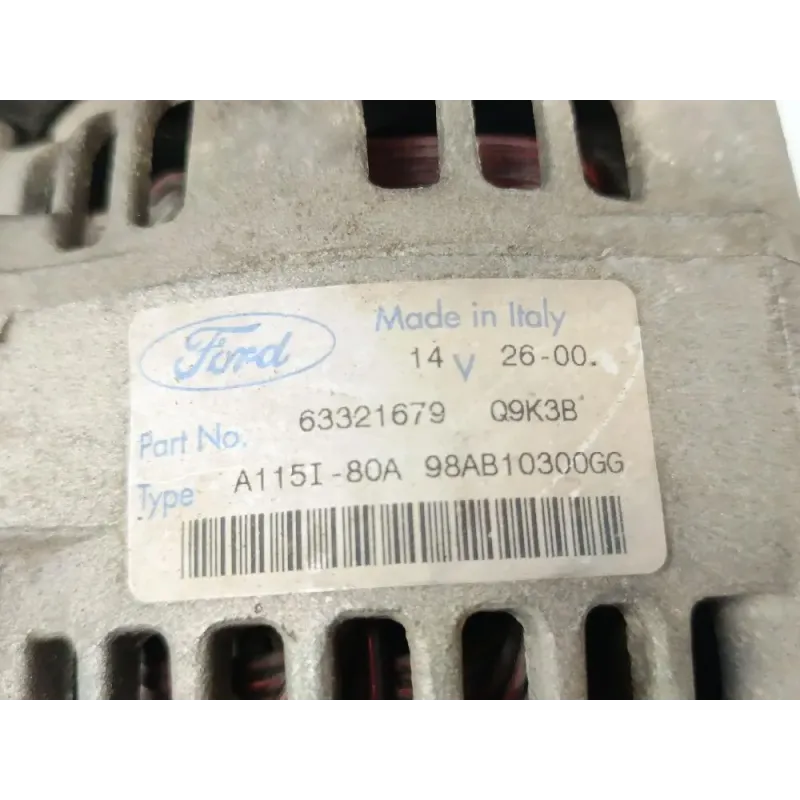 Ford Made in Italy
14 V 26-00.
Part No. 63321679 Q9K3B
Type A115I-80A 98AB10300GG